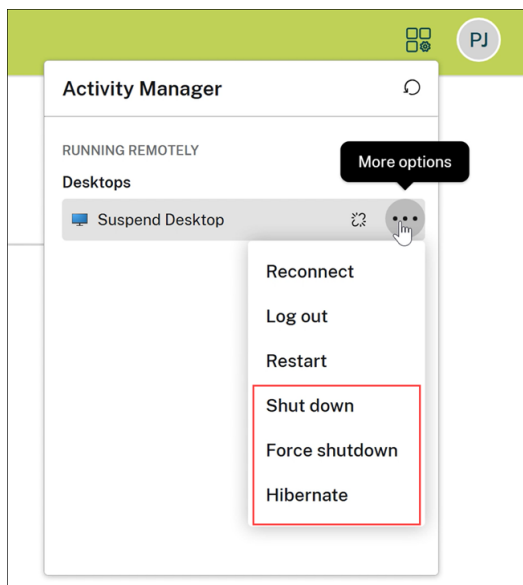 PJ
Activity Manager
RUNNING REMOTELY
More options
Desktops
Suspend Desktop
Reconnect
Log out
Restart
Shut down
Force shutdown
Hibernate